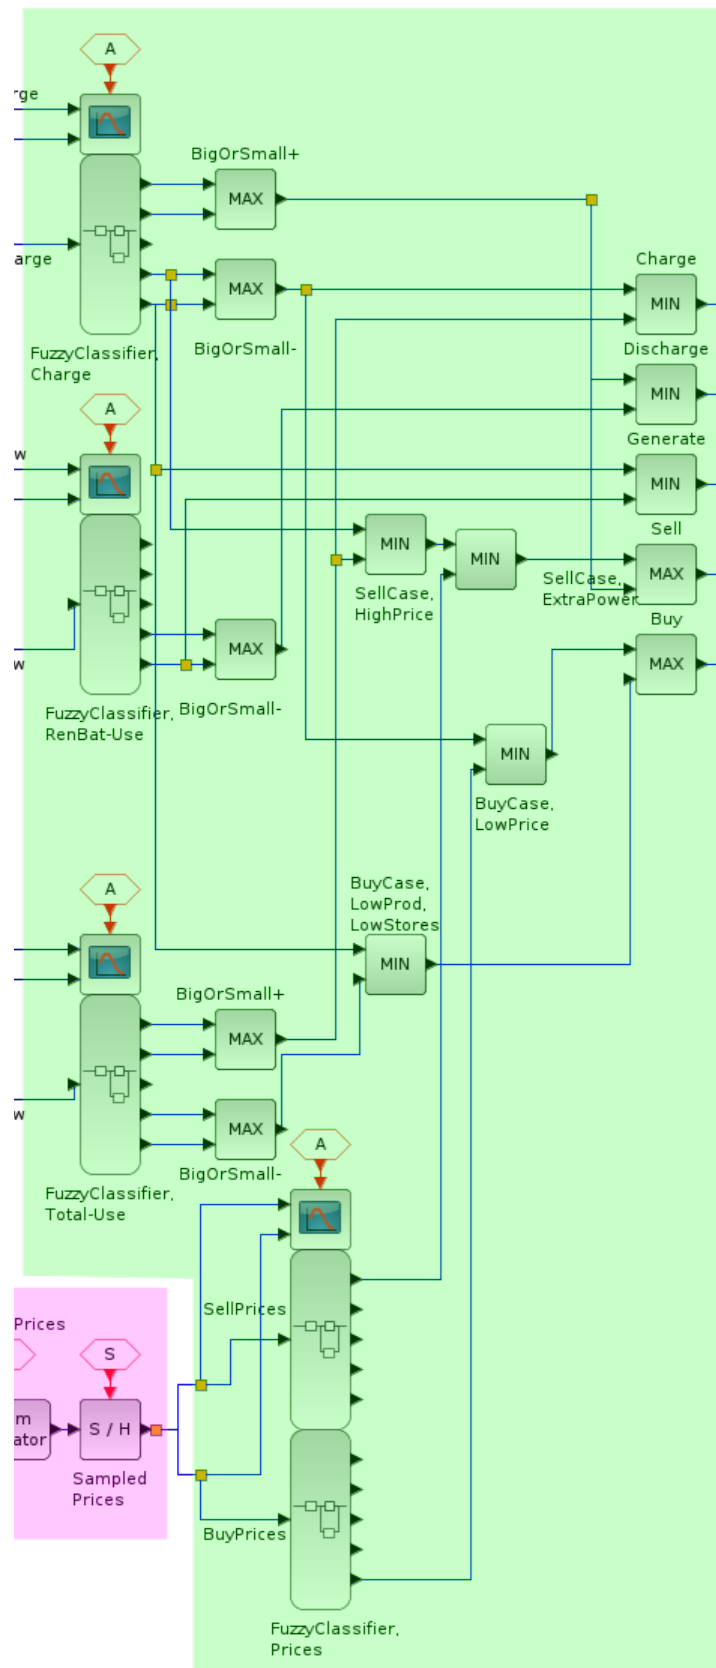 A
rge
BigOrSmall+
MAX
arge
Charge
MAX
MIN
FuzzyClassifier,
Charge
BigOrSmall-
Discharge
MIN
A
Generate
w
MIN
Sell
MIN
MIN
MAX
SellCase,
HighPrice
SellCase,
ExtraPower
Buy
MAX
MAX
w
FuzzyClassifier,
RenBat-Use
BigOrSmall-
MIN
BuyCase,
LowPrice
A
BuyCase,
LowProd,
LowStores
MIN
BigOrSmall+
MAX
w
MAX
A
BigOrSmall-
FuzzyClassifier,
Total-Use
SellPrices
Prices
S
m
ator
S / H
Sampled
Prices
BuyPrices
FuzzyClassifier,
Prices